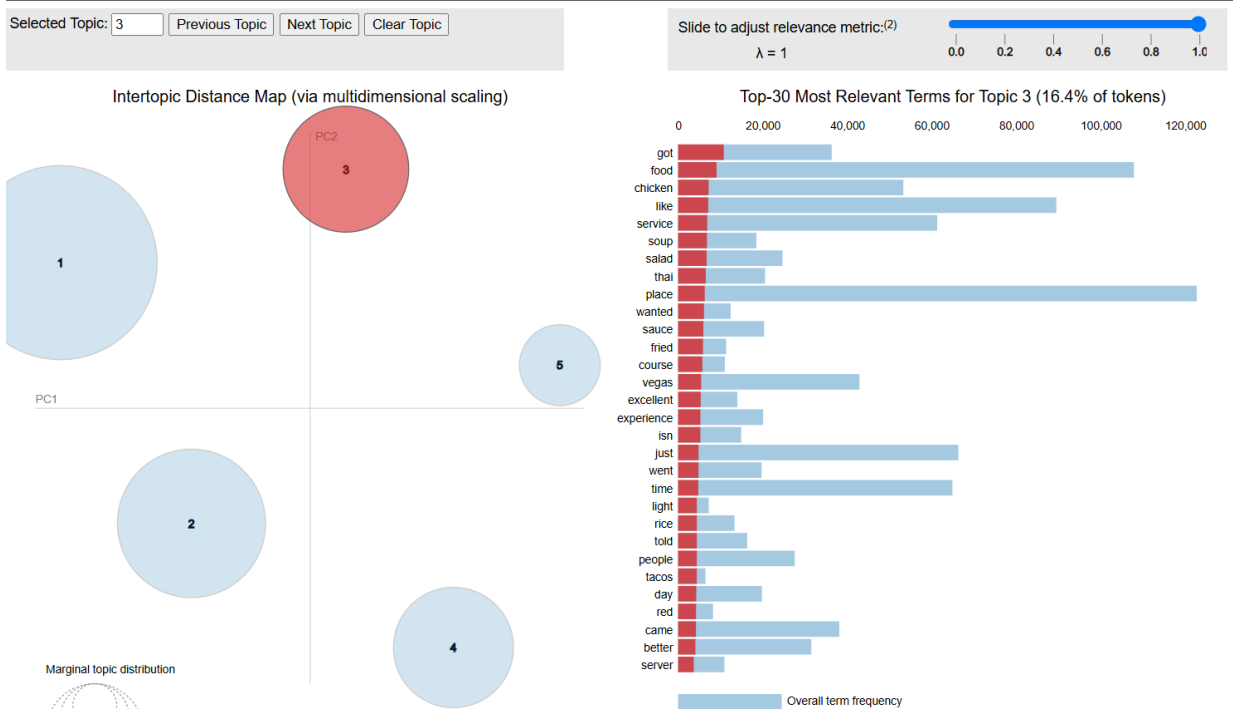 Selected Topic: 3 Previous Topic Next Topic Clear Topic
Slide to adjust relevance metric:(2)
λ = 1
0.0 0.2 0.4 0.6 0.8 1.0
Intertopic Distance Map (via multidimensional scaling)
PC2
3
1
5
PC1
2
4
Marginal topic distribution
Top-30 Most Relevant Terms for Topic 3 (16.4% of tokens)
0 20,000 40,000 60,000 80,000 100,000 120,000
got
food
chicken
like
service
soup
salad
thai
place
wanted
sauce
fried
course
vegas
excellent
experience
isn
just
went
time
light
rice
told
people
tacos
day
red
came
better
server
Overall term frequency